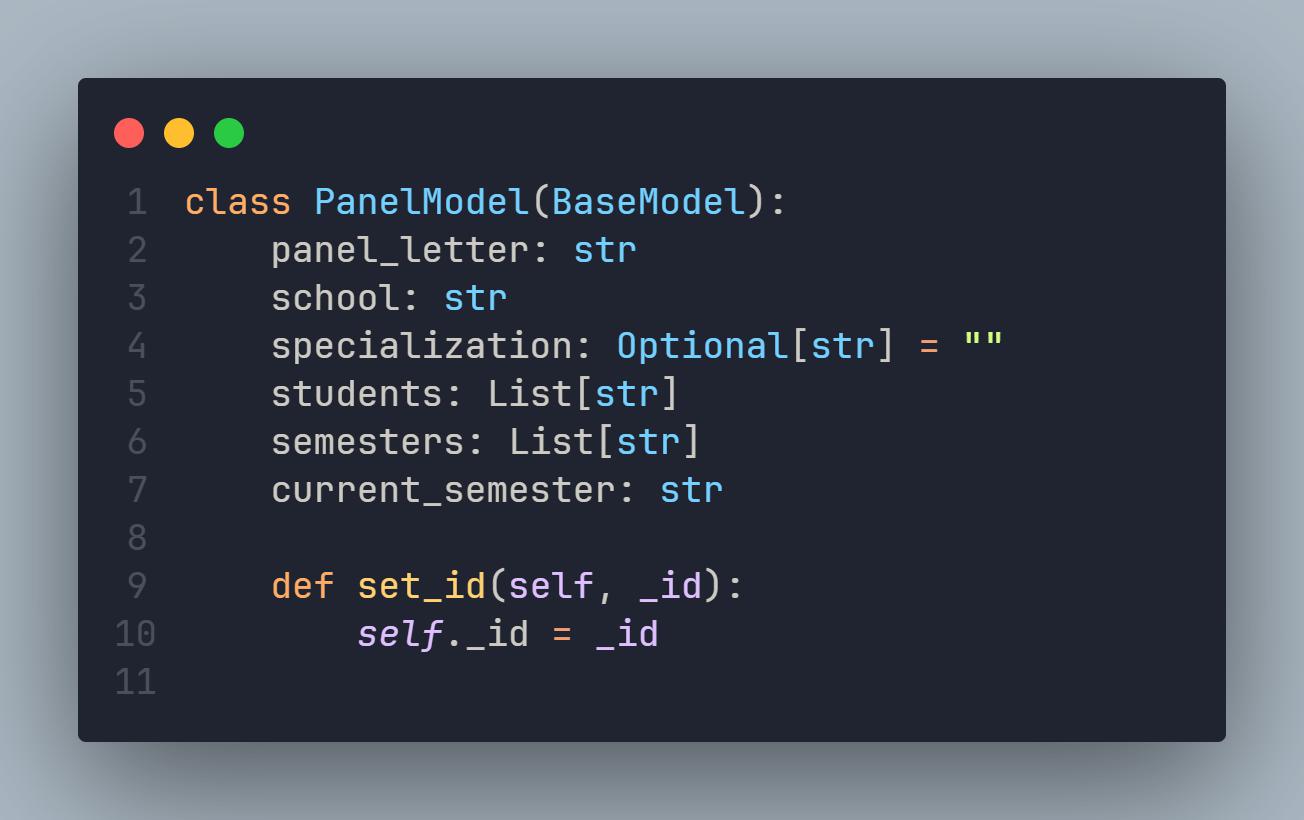 1 class PanelModel(BaseModel):
2     panel_letter: str
3     school: str
4     specialization: Optional[str] = ""
5     students: List[str]
6     semesters: List[str]
7     current_semester: str
8
9     def set_id(self, _id):
10         self._id = _id
11